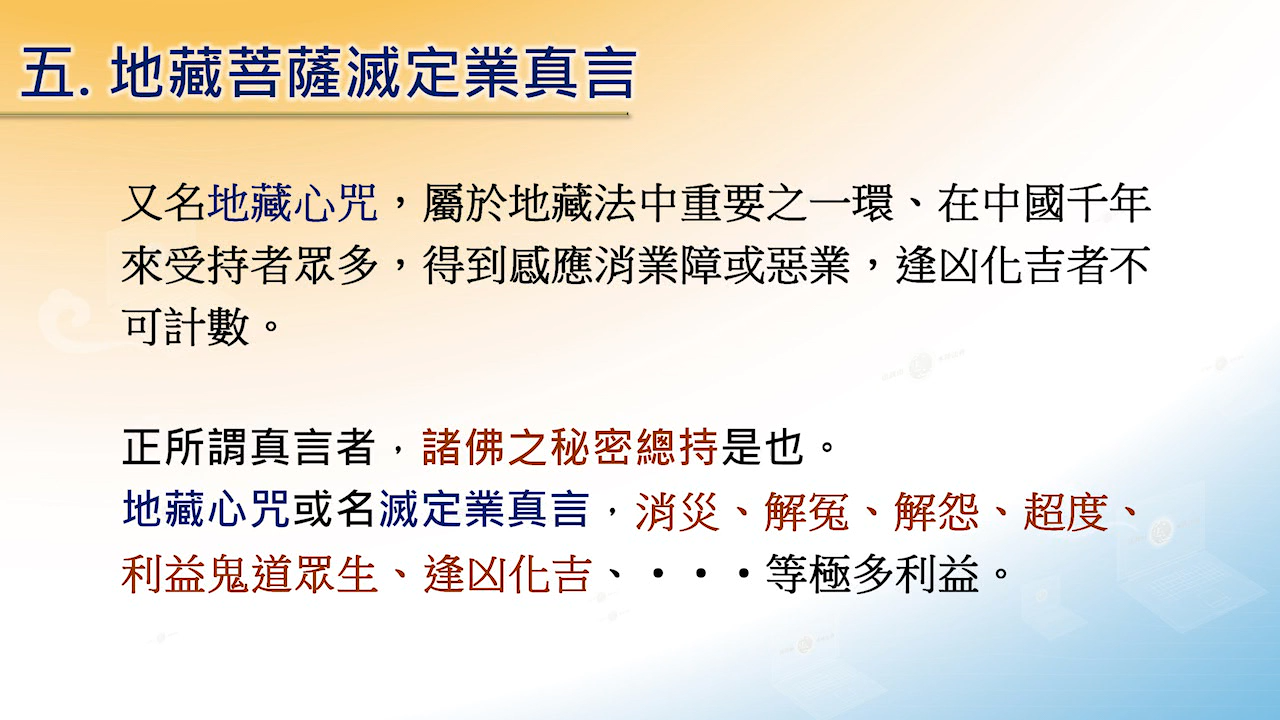 五. 地藏菩薩滅定業真言
又名地藏心咒，屬於地藏法中重要之一環、在中國千年
來受持者眾多，得到感應消業障或惡業，逢凶化吉者不
可計數。
正所謂真言者，諸佛之秘密總持是也。
地藏心咒或名滅定業真言，消災、解冤、解怨、超度、
利益鬼道眾生、逢凶化吉、・・・等極多利益。